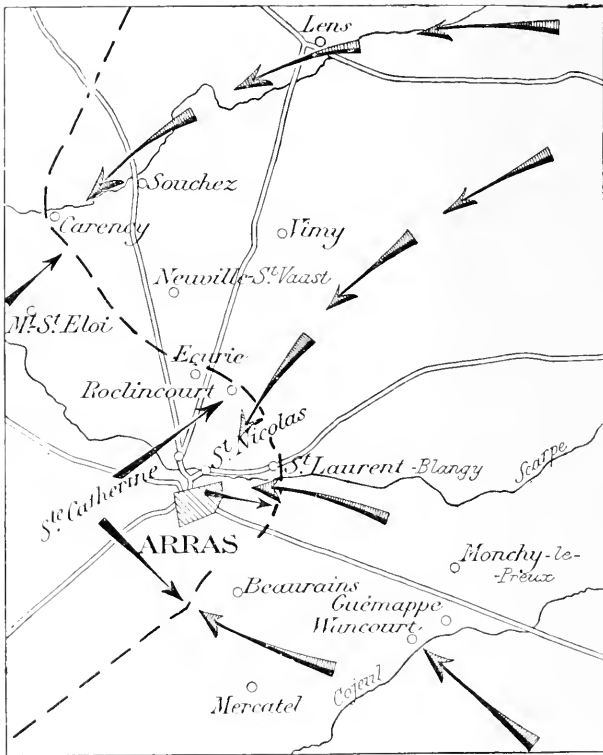 Lens
Souchez
Carency
Vimy
Neuville-St. Vaast
Mt. St. Eloi
Ecurie
Roclincourt
St. Nicolas
Ste Catherine
St. Laurent-Blangy
Scarpe
ARRAS
Monchy-le-
Preux
Beaurains
Guémappe
Wancourt
Cojeul
Mercatel